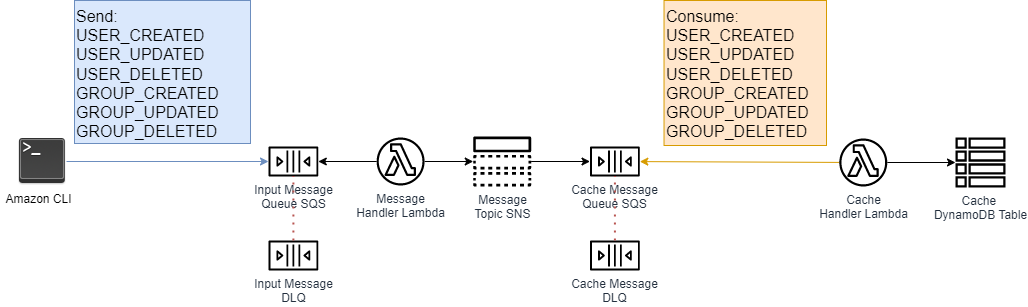 Send:
USER_CREATED
USER_UPDATED
USER_DELETED
GROUP_CREATED
GROUP_UPDATED
GROUP_DELETED
Consume:
USER_CREATED
USER_UPDATED
USER_DELETED
GROUP_CREATED
GROUP_UPDATED
GROUP_DELETED
>_
Amazon CLI
Input Message
Queue SQS
Message
Handler Lambda
Message
Topic SNS
Cache Message
Queue SQS
Cache
Handler Lambda
Cache
DynamoDB Table
Input Message
DLQ
Cache Message
DLQ